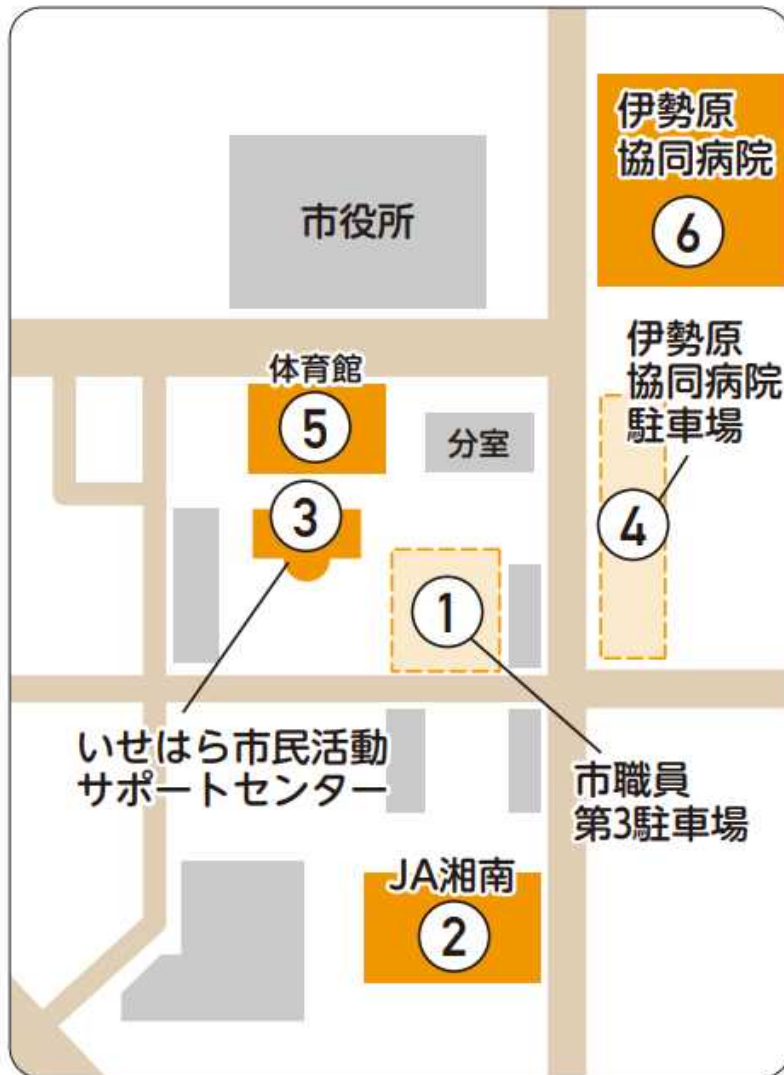 伊勢原
協同病院
6
市役所
伊勢原
協同病院
駐車場
体育館
5
分室
3
4
1
いせはら市民活動
サポートセンター
市職員
第3駐車場
JA湘南
2